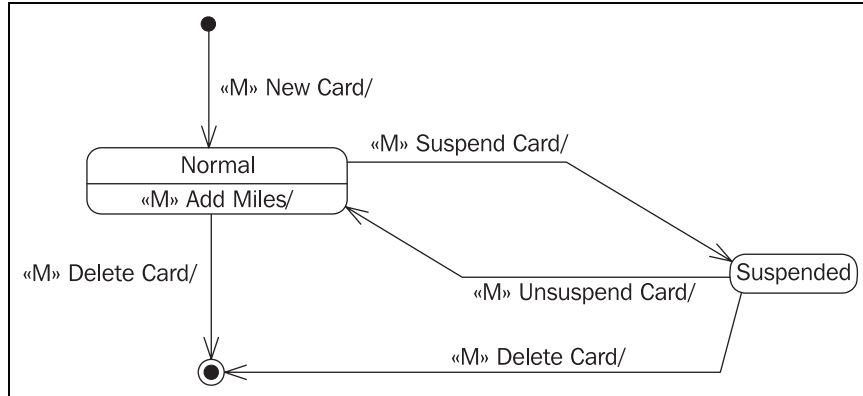 «M» New Card/
«M» Suspend Card/
Normal
«M» Add Miles/
«M» Delete Card/
Suspended
«M» Unsuspend Card/
«M» Delete Card/